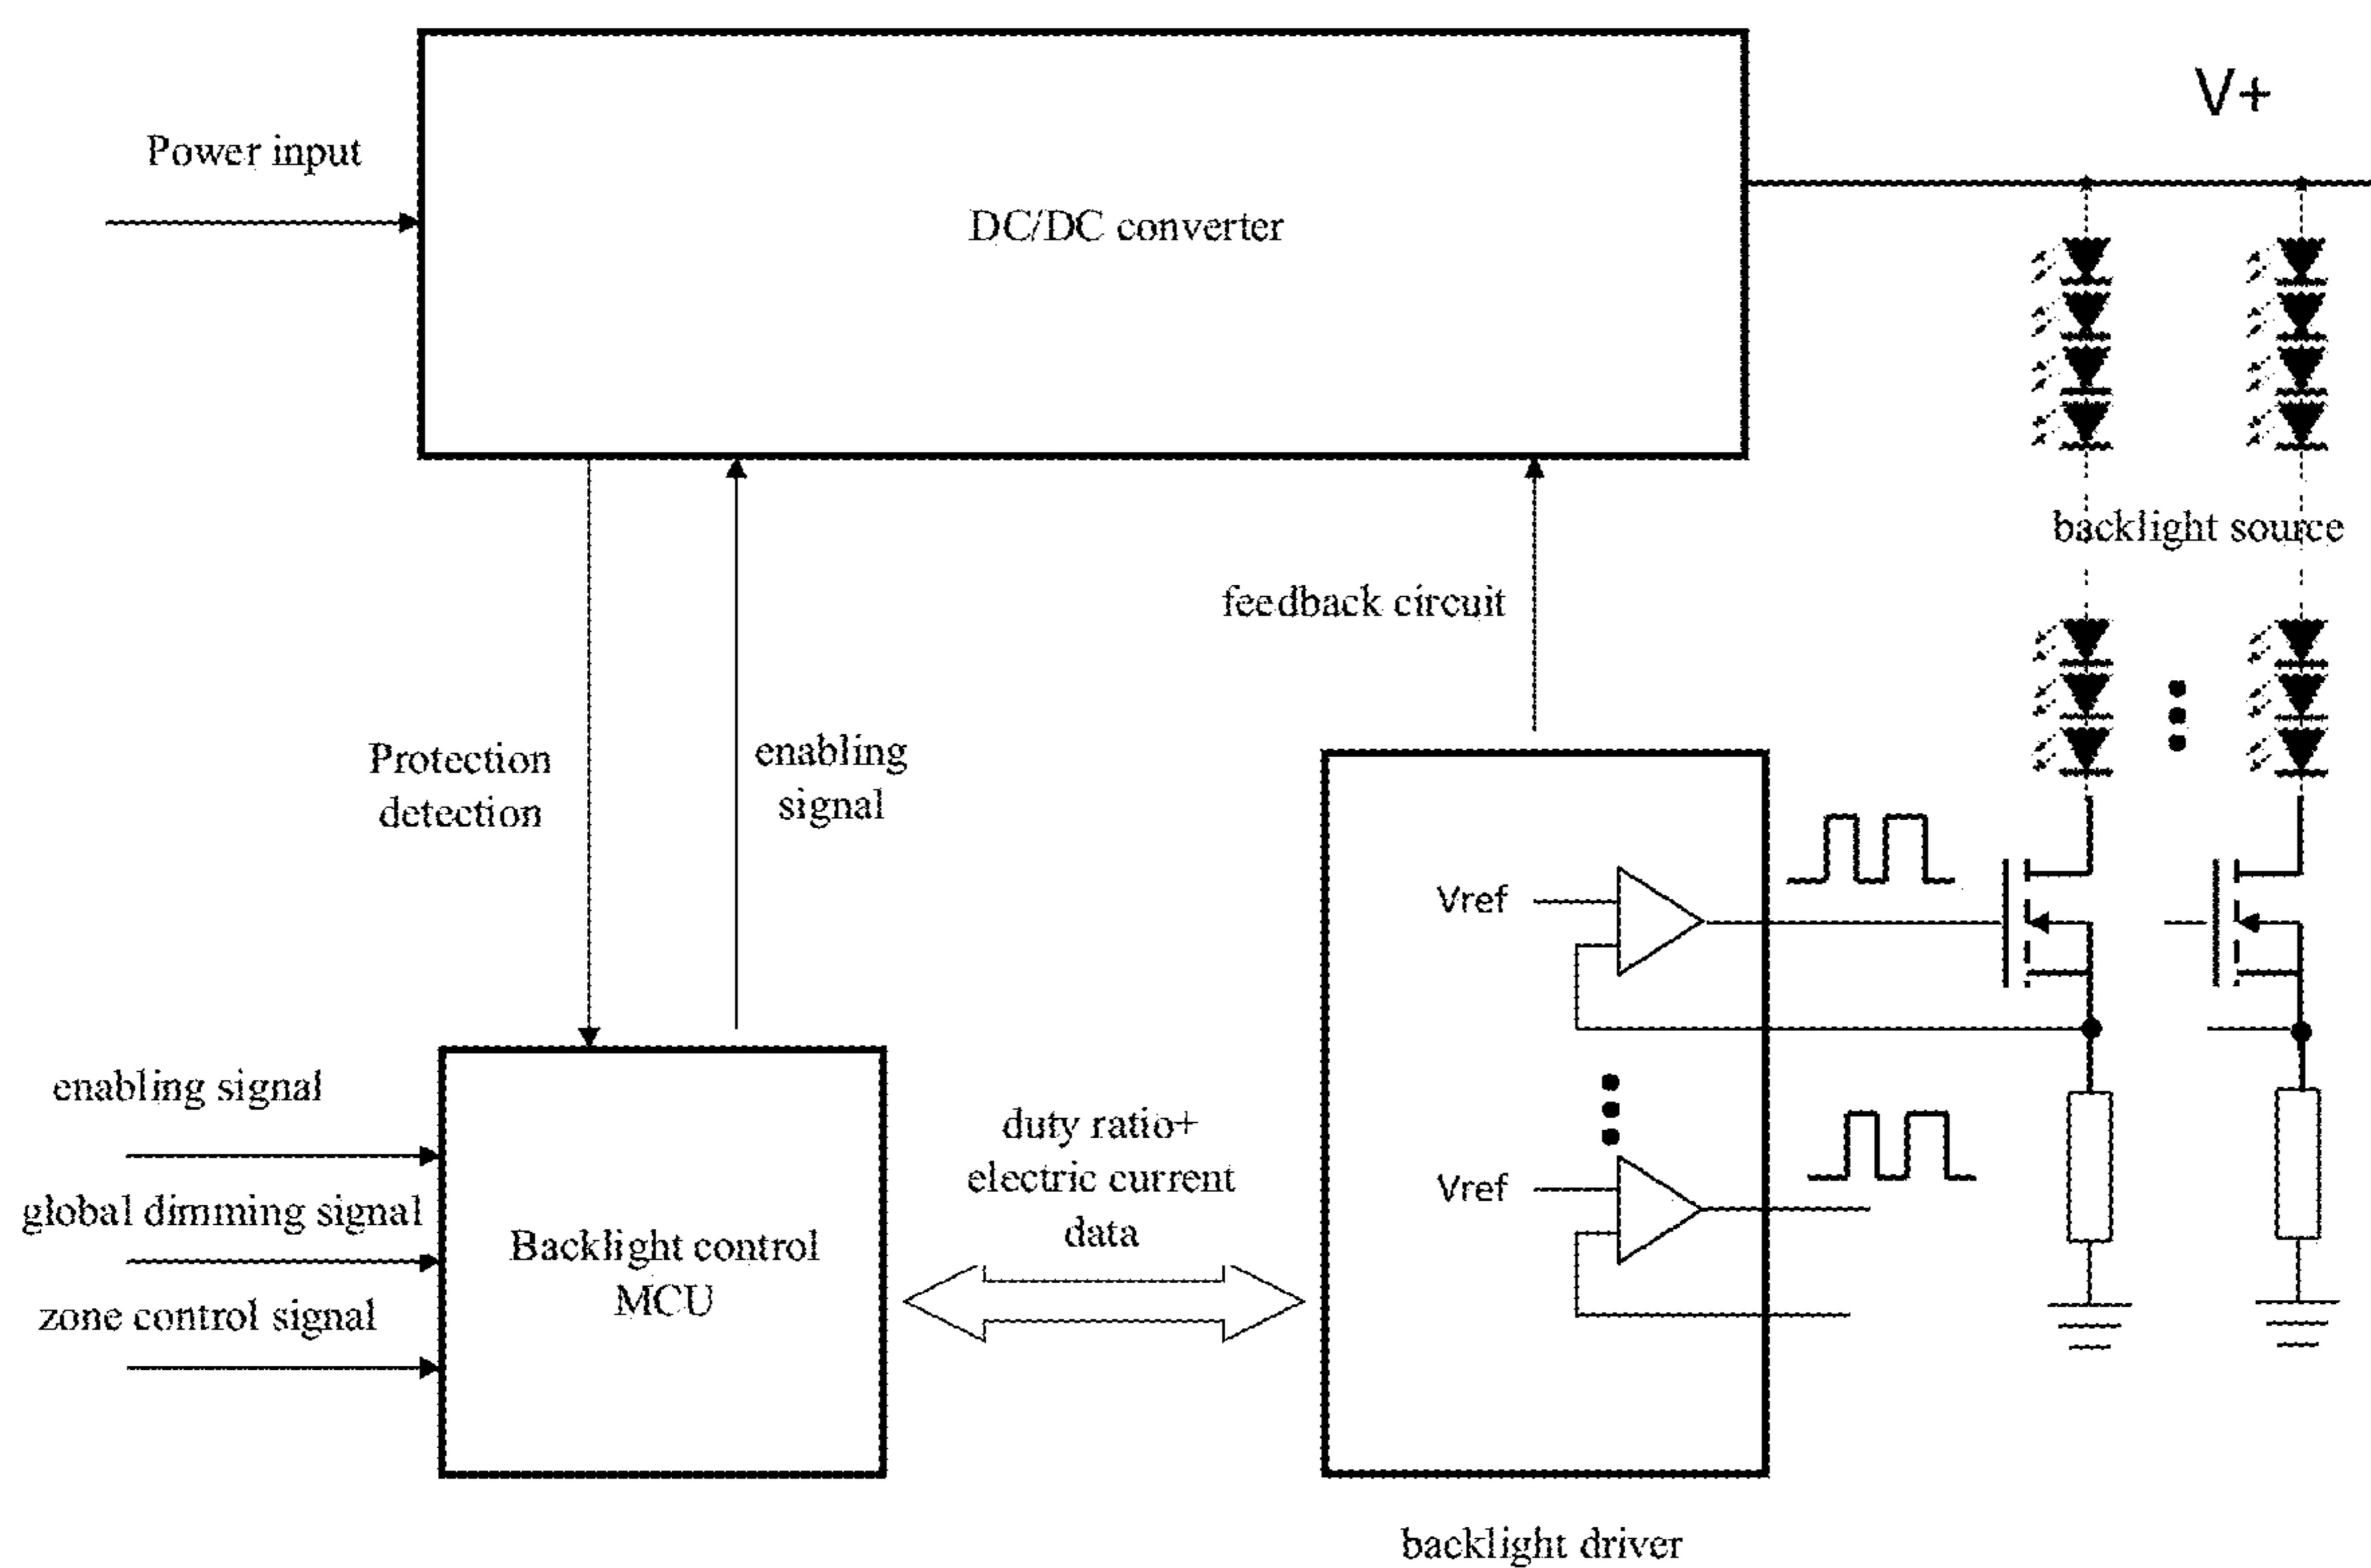 V+
Power input
DC/DC converter
backlight source
feedback circuit
Protection
detection
enabling
signal
Vref
enabling signal
global dimming signal
zone control signal
Backlight control
MCU
duty ratio+
electric current
data
Vref
backlight driver